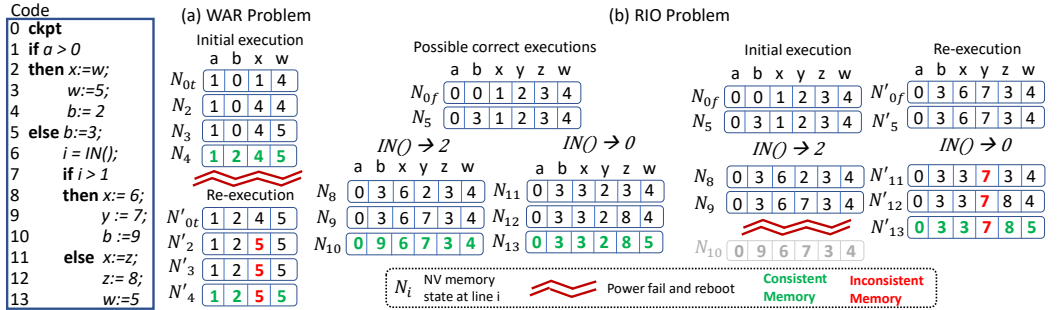 Code
0 ckpt
1 if a > 0
2 then x:=w;
3 w:=5;
4 b:= 2
5 else b:=3;
6 i = IN();
7 if i > 1
8 then x:= 6;
9 y := 7;
10 b :=9
11 else x:=z;
12 z:= 8;
13 w:=5
(a) WAR Problem
Initial execution
a b x w
N0t 1 0 1 4
N2 1 0 4 4
N3 1 0 4 5
N4 1 2 4 5
Re-execution
N'0t 1 2 4 5
N'2 1 2 5 5
N'3 1 2 5 5
N'4 1 2 5 5
(b) RIO Problem
Possible correct executions
a b x y z w
N0f 0 0 1 2 3 4
N5 0 3 1 2 3 4
IN() → 2
a b x y z w
N8 0 3 6 2 3 4
N9 0 3 6 7 3 4
N10 0 9 6 7 3 4
IN() → 0
a b x y z w
N11 0 3 3 2 3 4
N12 0 3 3 2 8 4
N13 0 3 3 2 8 5
Initial execution
a b x y z w
N0f 0 0 1 2 3 4
N5 0 3 1 2 3 4
IN() → 2
N8 0 3 6 2 3 4
N9 0 3 6 7 3 4
N10 0 9 6 7 3 4
Re-execution
a b x y z w
N'0f 0 3 6 7 3 4
N'5 0 3 6 7 3 4
IN() → 0
N'11 0 3 3 7 3 4
N'12 0 3 3 7 8 4
N'13 0 3 3 7 8 5
Ni NV memory
state at line i
Power fail and reboot
Consistent
Memory
Inconsistent
Memory